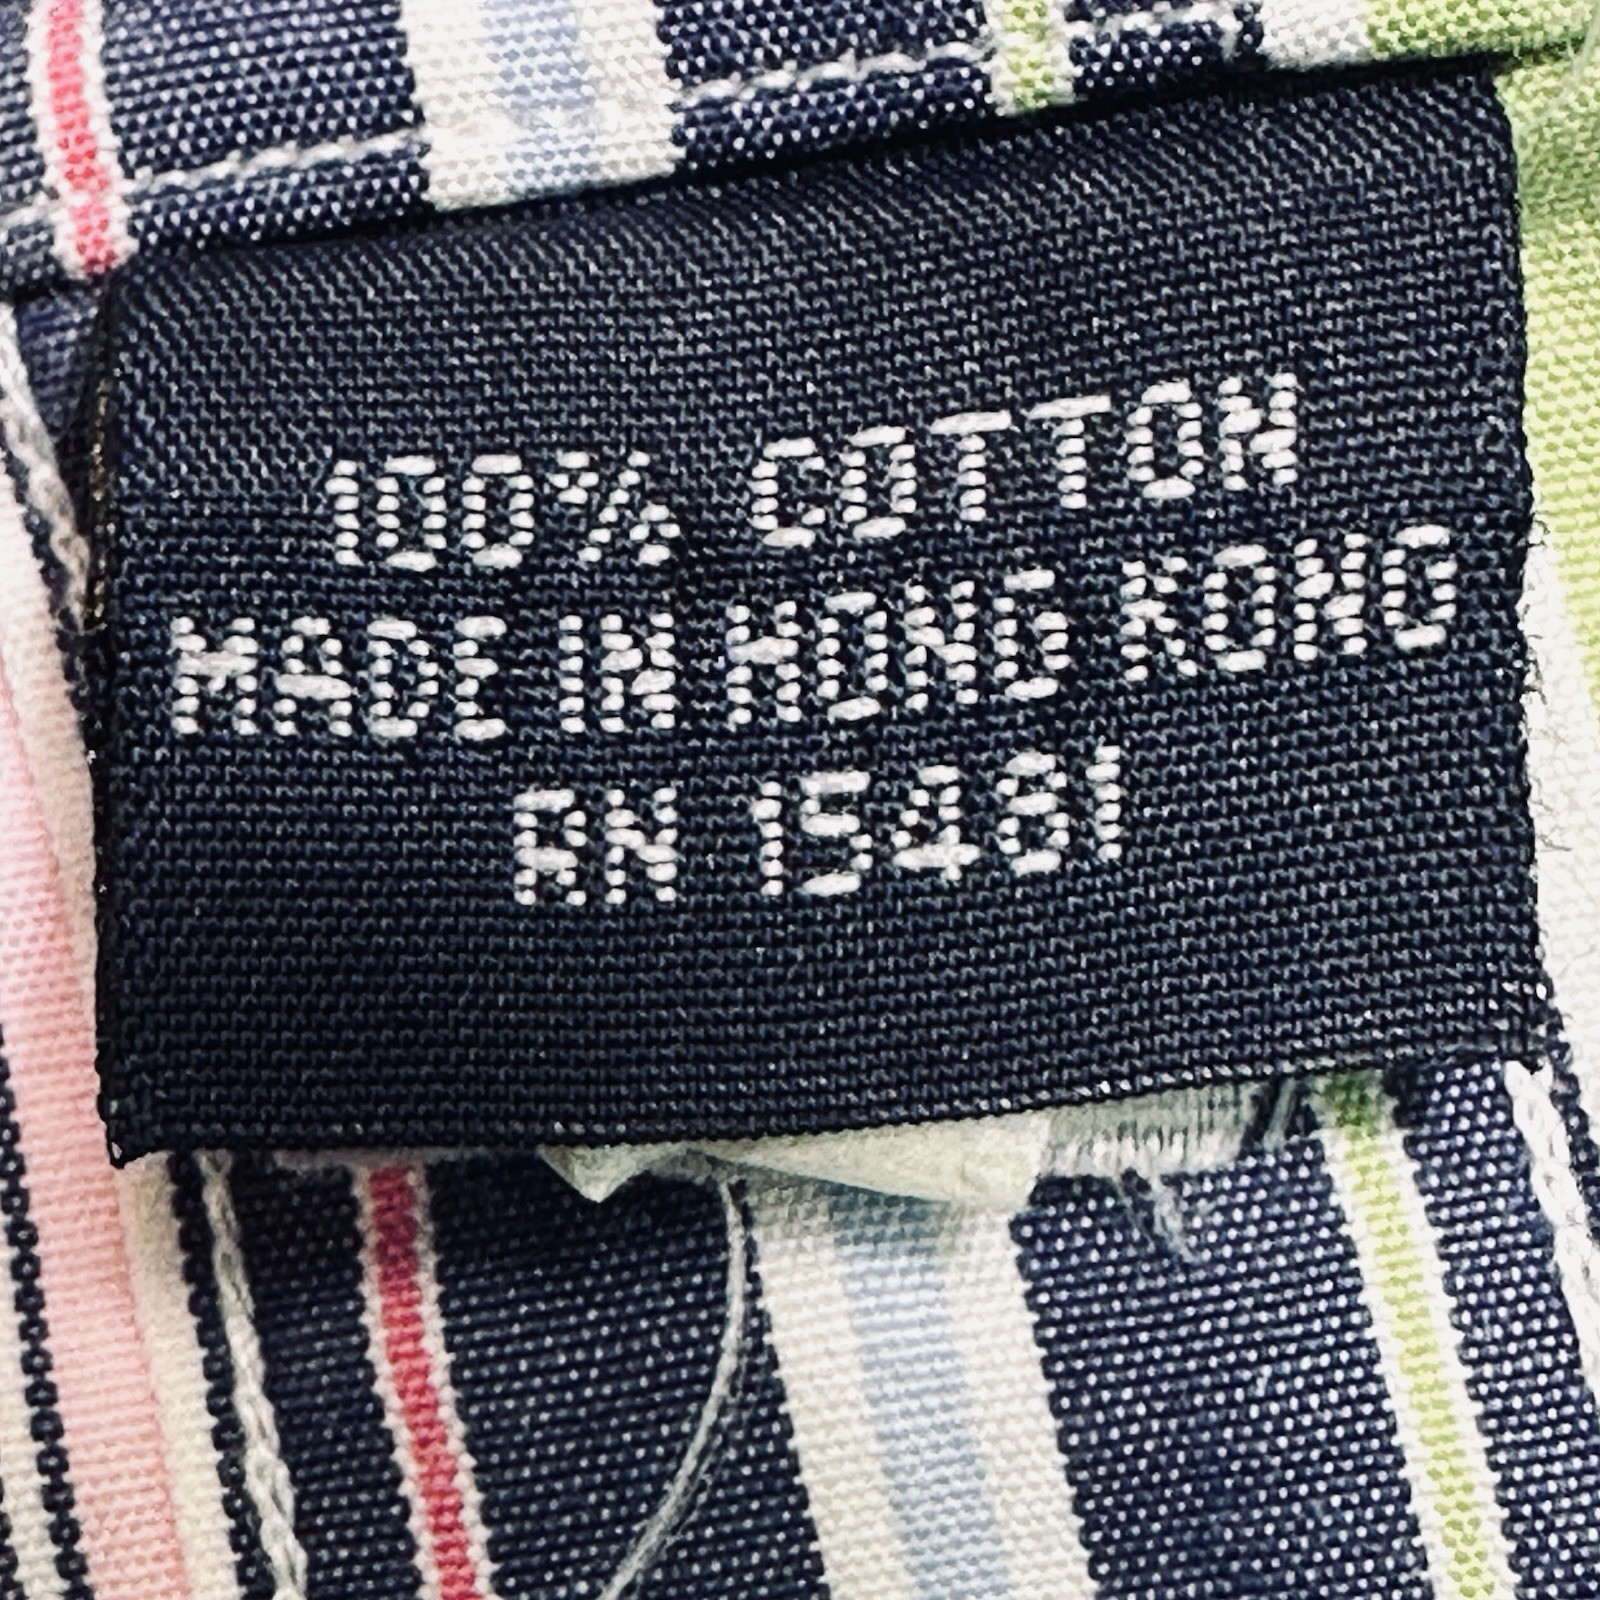 100% COTTON
MADE IN HONG KONG
RN 15481